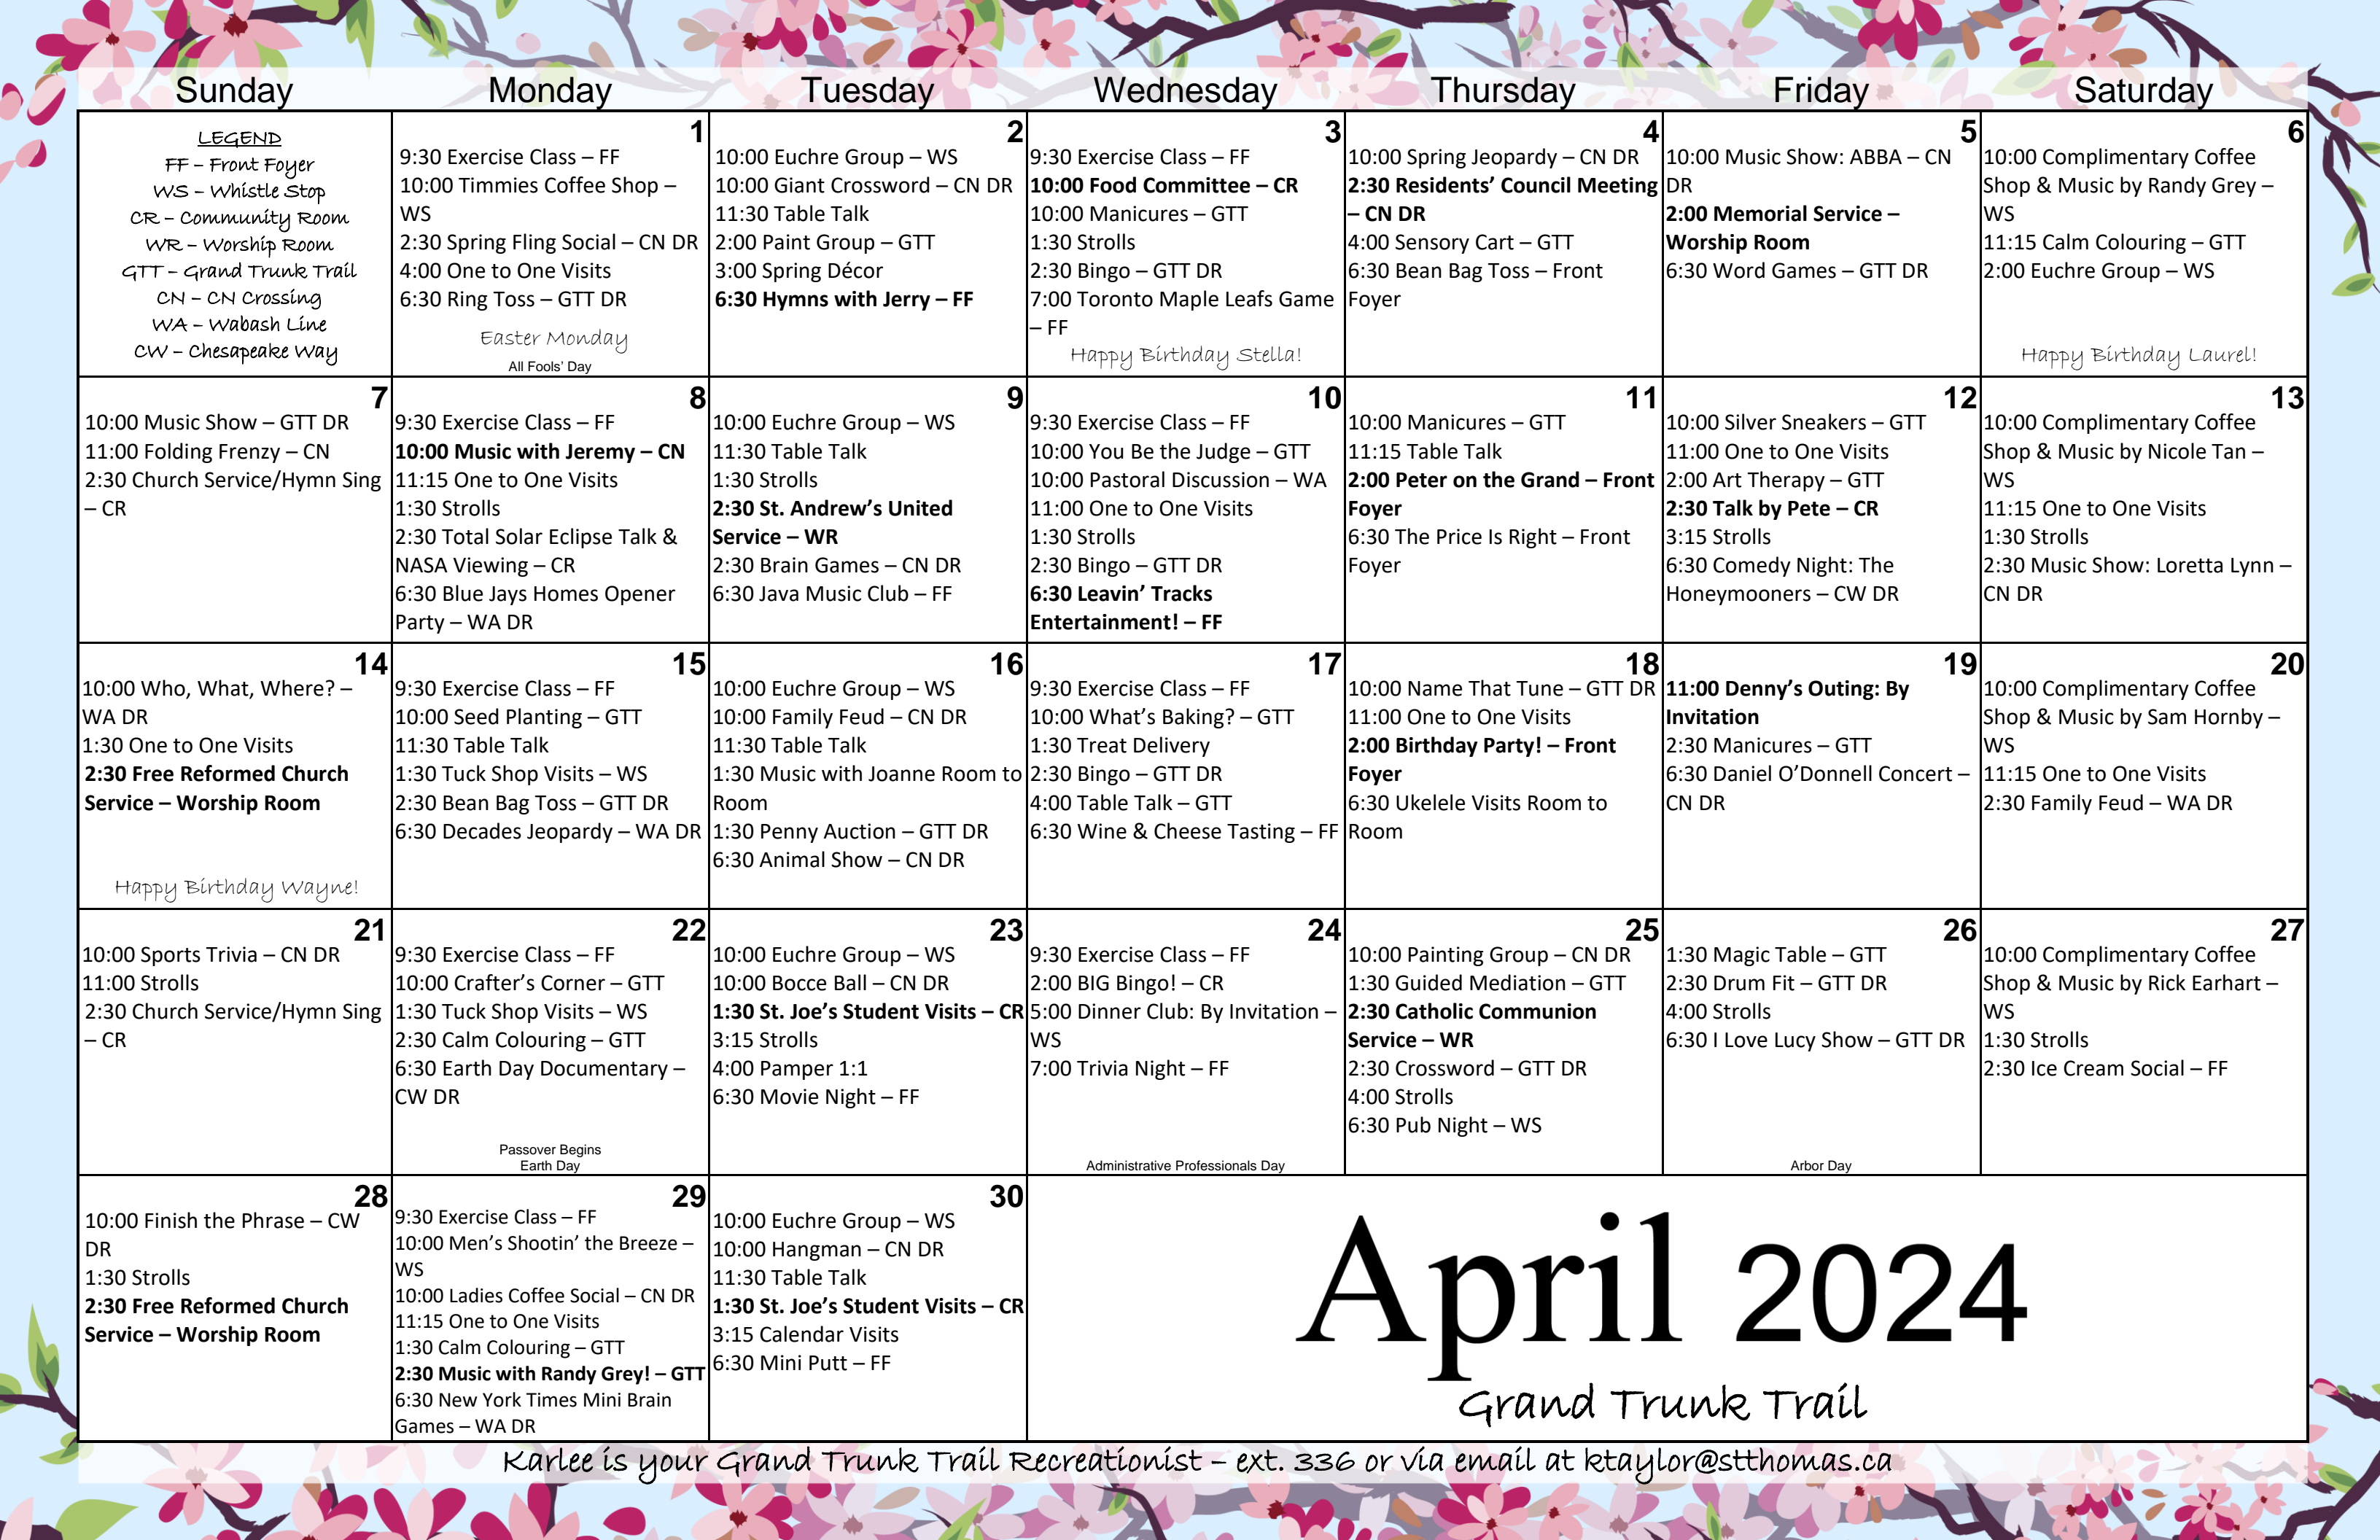 Sunday Monday Tuesday Wednesday Thursday Friday Saturday
LEGEND
FF – Front Foyer
WS – Whistle Stop
CR – Community Room
WR – Worship Room
GTT – Grand Trunk Trail
CN – CN Crossing
WA – Wabash Line
CW – Chesapeake Way
1
9:30 Exercise Class – FF
10:00 Timmies Coffee Shop –
WS
2:30 Spring Fling Social – CN DR
4:00 One to One Visits
6:30 Ring Toss – GTT DR
Easter Monday
All Fools' Day
2
10:00 Euchre Group – WS
10:00 Giant Crossword – CN DR
11:30 Table Talk
2:00 Paint Group – GTT
3:00 Spring Décor
6:30 Hymns with Jerry – FF
3
9:30 Exercise Class – FF
10:00 Food Committee – CR
10:00 Manicures – GTT
1:30 Strolls
2:30 Bingo – GTT DR
7:00 Toronto Maple Leafs Game
– FF
Happy Birthday Stella!
4
10:00 Spring Jeopardy – CN DR
2:30 Residents' Council Meeting
– CN DR
4:00 Sensory Cart – GTT
6:30 Bean Bag Toss – Front
Foyer
5
10:00 Music Show: ABBA – CN
DR
2:00 Memorial Service –
Worship Room
6:30 Word Games – GTT DR
6
10:00 Complimentary Coffee
Shop & Music by Randy Grey –
WS
11:15 Calm Colouring – GTT
2:00 Euchre Group – WS
Happy Birthday Laurel!
7
10:00 Music Show – GTT DR
11:00 Folding Frenzy – CN
2:30 Church Service/Hymn Sing
– CR
8
9:30 Exercise Class – FF
10:00 Music with Jeremy – CN
11:15 One to One Visits
1:30 Strolls
2:30 Total Solar Eclipse Talk &
NASA Viewing – CR
6:30 Blue Jays Homes Opener
Party – WA DR
9
10:00 Euchre Group – WS
11:30 Table Talk
1:30 Strolls
2:30 St. Andrew's United
Service – WR
2:30 Brain Games – CN DR
6:30 Java Music Club – FF
10
9:30 Exercise Class – FF
10:00 You Be the Judge – GTT
10:00 Pastoral Discussion – WA
11:00 One to One Visits
1:30 Strolls
2:30 Bingo – GTT DR
6:30 Leavin' Tracks
Entertainment! – FF
11
10:00 Manicures – GTT
11:15 Table Talk
2:00 Peter on the Grand – Front
Foyer
6:30 The Price Is Right – Front
Foyer
12
10:00 Silver Sneakers – GTT
11:00 One to One Visits
2:00 Art Therapy – GTT
2:30 Talk by Pete – CR
3:15 Strolls
6:30 Comedy Night: The
Honeymooners – CW DR
13
10:00 Complimentary Coffee
Shop & Music by Nicole Tan –
WS
11:15 One to One Visits
1:30 Strolls
2:30 Music Show: Loretta Lynn –
CN DR
14
10:00 Who, What, Where? –
WA DR
1:30 One to One Visits
2:30 Free Reformed Church
Service – Worship Room
Happy Birthday Wayne!
15
9:30 Exercise Class – FF
10:00 Seed Planting – GTT
11:30 Table Talk
1:30 Tuck Shop Visits – WS
2:30 Bean Bag Toss – GTT DR
6:30 Decades Jeopardy – WA DR
16
10:00 Euchre Group – WS
10:00 Family Feud – CN DR
11:30 Table Talk
1:30 Music with Joanne Room to
Room
1:30 Penny Auction – GTT DR
6:30 Animal Show – CN DR
17
9:30 Exercise Class – FF
10:00 What's Baking? – GTT
1:30 Treat Delivery
2:30 Bingo – GTT DR
4:00 Table Talk – GTT
6:30 Wine & Cheese Tasting – FF
18
10:00 Name That Tune – GTT DR
11:00 One to One Visits
2:00 Birthday Party! – Front
Foyer
6:30 Ukelele Visits Room to
Room
19
11:00 Denny's Outing: By
Invitation
2:30 Manicures – GTT
6:30 Daniel O'Donnell Concert –
CN DR
20
10:00 Complimentary Coffee
Shop & Music by Sam Hornby –
WS
11:15 One to One Visits
2:30 Family Feud – WA DR
21
10:00 Sports Trivia – CN DR
11:00 Strolls
2:30 Church Service/Hymn Sing
– CR
22
9:30 Exercise Class – FF
10:00 Crafter's Corner – GTT
1:30 Tuck Shop Visits – WS
2:30 Calm Colouring – GTT
6:30 Earth Day Documentary –
CW DR
Passover Begins
Earth Day
23
10:00 Euchre Group – WS
10:00 Bocce Ball – CN DR
1:30 St. Joe's Student Visits – CR
3:15 Strolls
4:00 Pamper 1:1
6:30 Movie Night – FF
24
9:30 Exercise Class – FF
2:00 BIG Bingo! – CR
5:00 Dinner Club: By Invitation –
WS
7:00 Trivia Night – FF
Administrative Professionals Day
25
10:00 Painting Group – CN DR
1:30 Guided Mediation – GTT
2:30 Catholic Communion
Service – WR
2:30 Crossword – GTT DR
4:00 Strolls
6:30 Pub Night – WS
26
1:30 Magic Table – GTT
2:30 Drum Fit – GTT DR
4:00 Strolls
6:30 I Love Lucy Show – GTT DR
Arbor Day
27
10:00 Complimentary Coffee
Shop & Music by Rick Earhart –
WS
1:30 Strolls
2:30 Ice Cream Social – FF
28
10:00 Finish the Phrase – CW
DR
1:30 Strolls
2:30 Free Reformed Church
Service – Worship Room
29
9:30 Exercise Class – FF
10:00 Men's Shootin' the Breeze –
WS
10:00 Ladies Coffee Social – CN DR
11:15 One to One Visits
1:30 Calm Colouring – GTT
2:30 Music with Randy Grey! – GTT
6:30 New York Times Mini Brain
Games – WA DR
30
10:00 Euchre Group – WS
10:00 Hangman – CN DR
11:30 Table Talk
1:30 St. Joe's Student Visits – CR
3:15 Calendar Visits
6:30 Mini Putt – FF
April 2024
Grand Trunk Trail
Karlee is your Grand Trunk Trail Recreationist – ext. 336 or via email at ktaylor@stthomas.ca